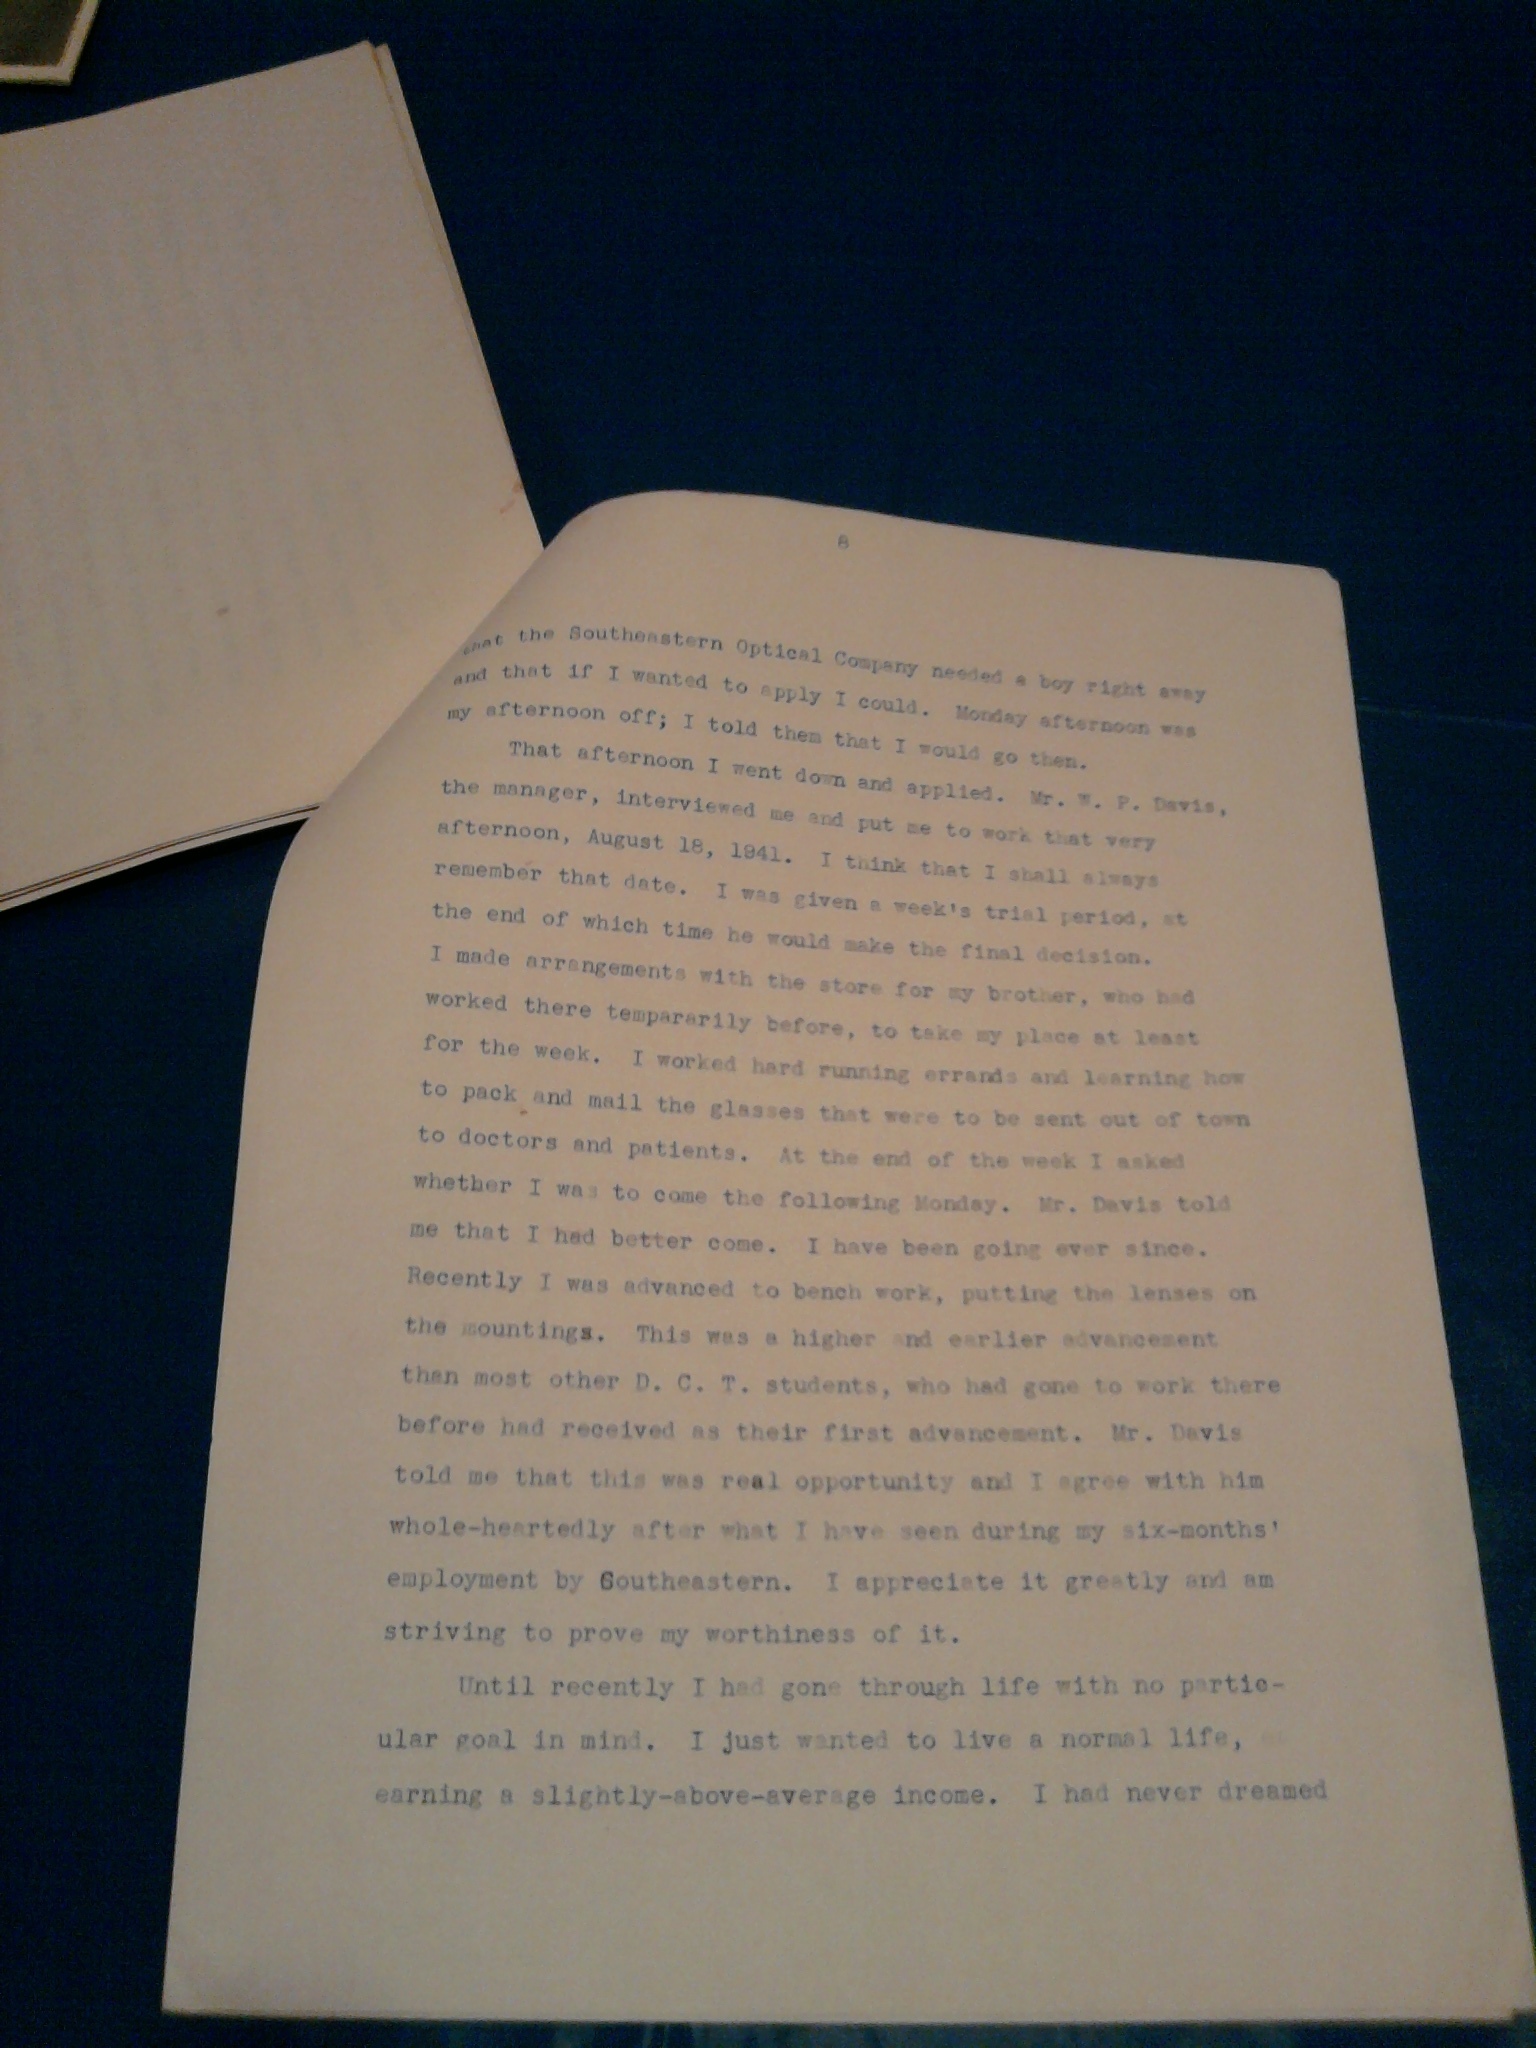 8
that the Southeastern Optical Company needed a boy right away
and that if I wanted to apply I could. Monday afternoon was
my afternoon off; I told them that I would go then.
That afternoon I went down and applied. Mr. W. P. Davis,
the manager, interviewed me and put me to work that very
afternoon, August 18, 1941. I think that I shall always
remember that date. I was given a week's trial period, at
the end of which time he would make the final decision.
I made arrangements with the store for my brother, who had
worked there tempararily before, to take my place at least
for the week. I worked hard running errands and learning how
to pack and mail the glasses that were to be sent out of town
to doctors and patients. At the end of the week I asked
whether I was to come the following Monday. Mr. Davis told
me that I had better come. I have been going ever since.
Recently I was advanced to bench work, putting the lenses on
the mountings. This was a higher and earlier advancement
than most other D. C. T. students, who had gone to work there
before had received as their first advancement. Mr. Davis
told me that this was real opportunity and I agree with him
whole-heartedly after what I have seen during my six-months'
employment by Southeastern. I appreciate it greatly and am
striving to prove my worthiness of it.
Until recently I had gone through life with no partic-
ular goal in mind. I just wanted to live a normal life,
earning a slightly-above-average income. I had never dreamed